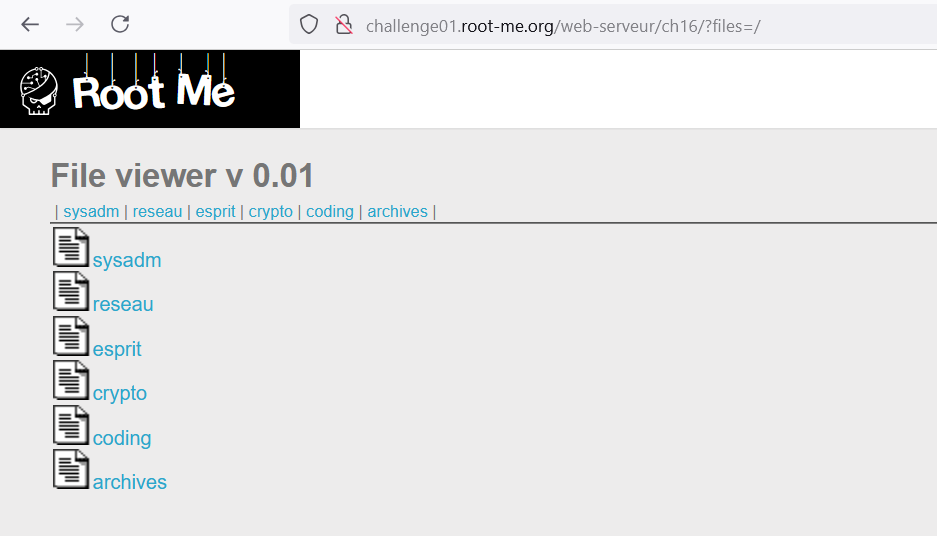 challenge01.root-me.org/web-serveur/ch16/?files=/
Root Me
File viewer v 0.01
| sysadm | reseau | esprit | crypto | coding | archives |
sysadm
reseau
esprit
crypto
coding
archives